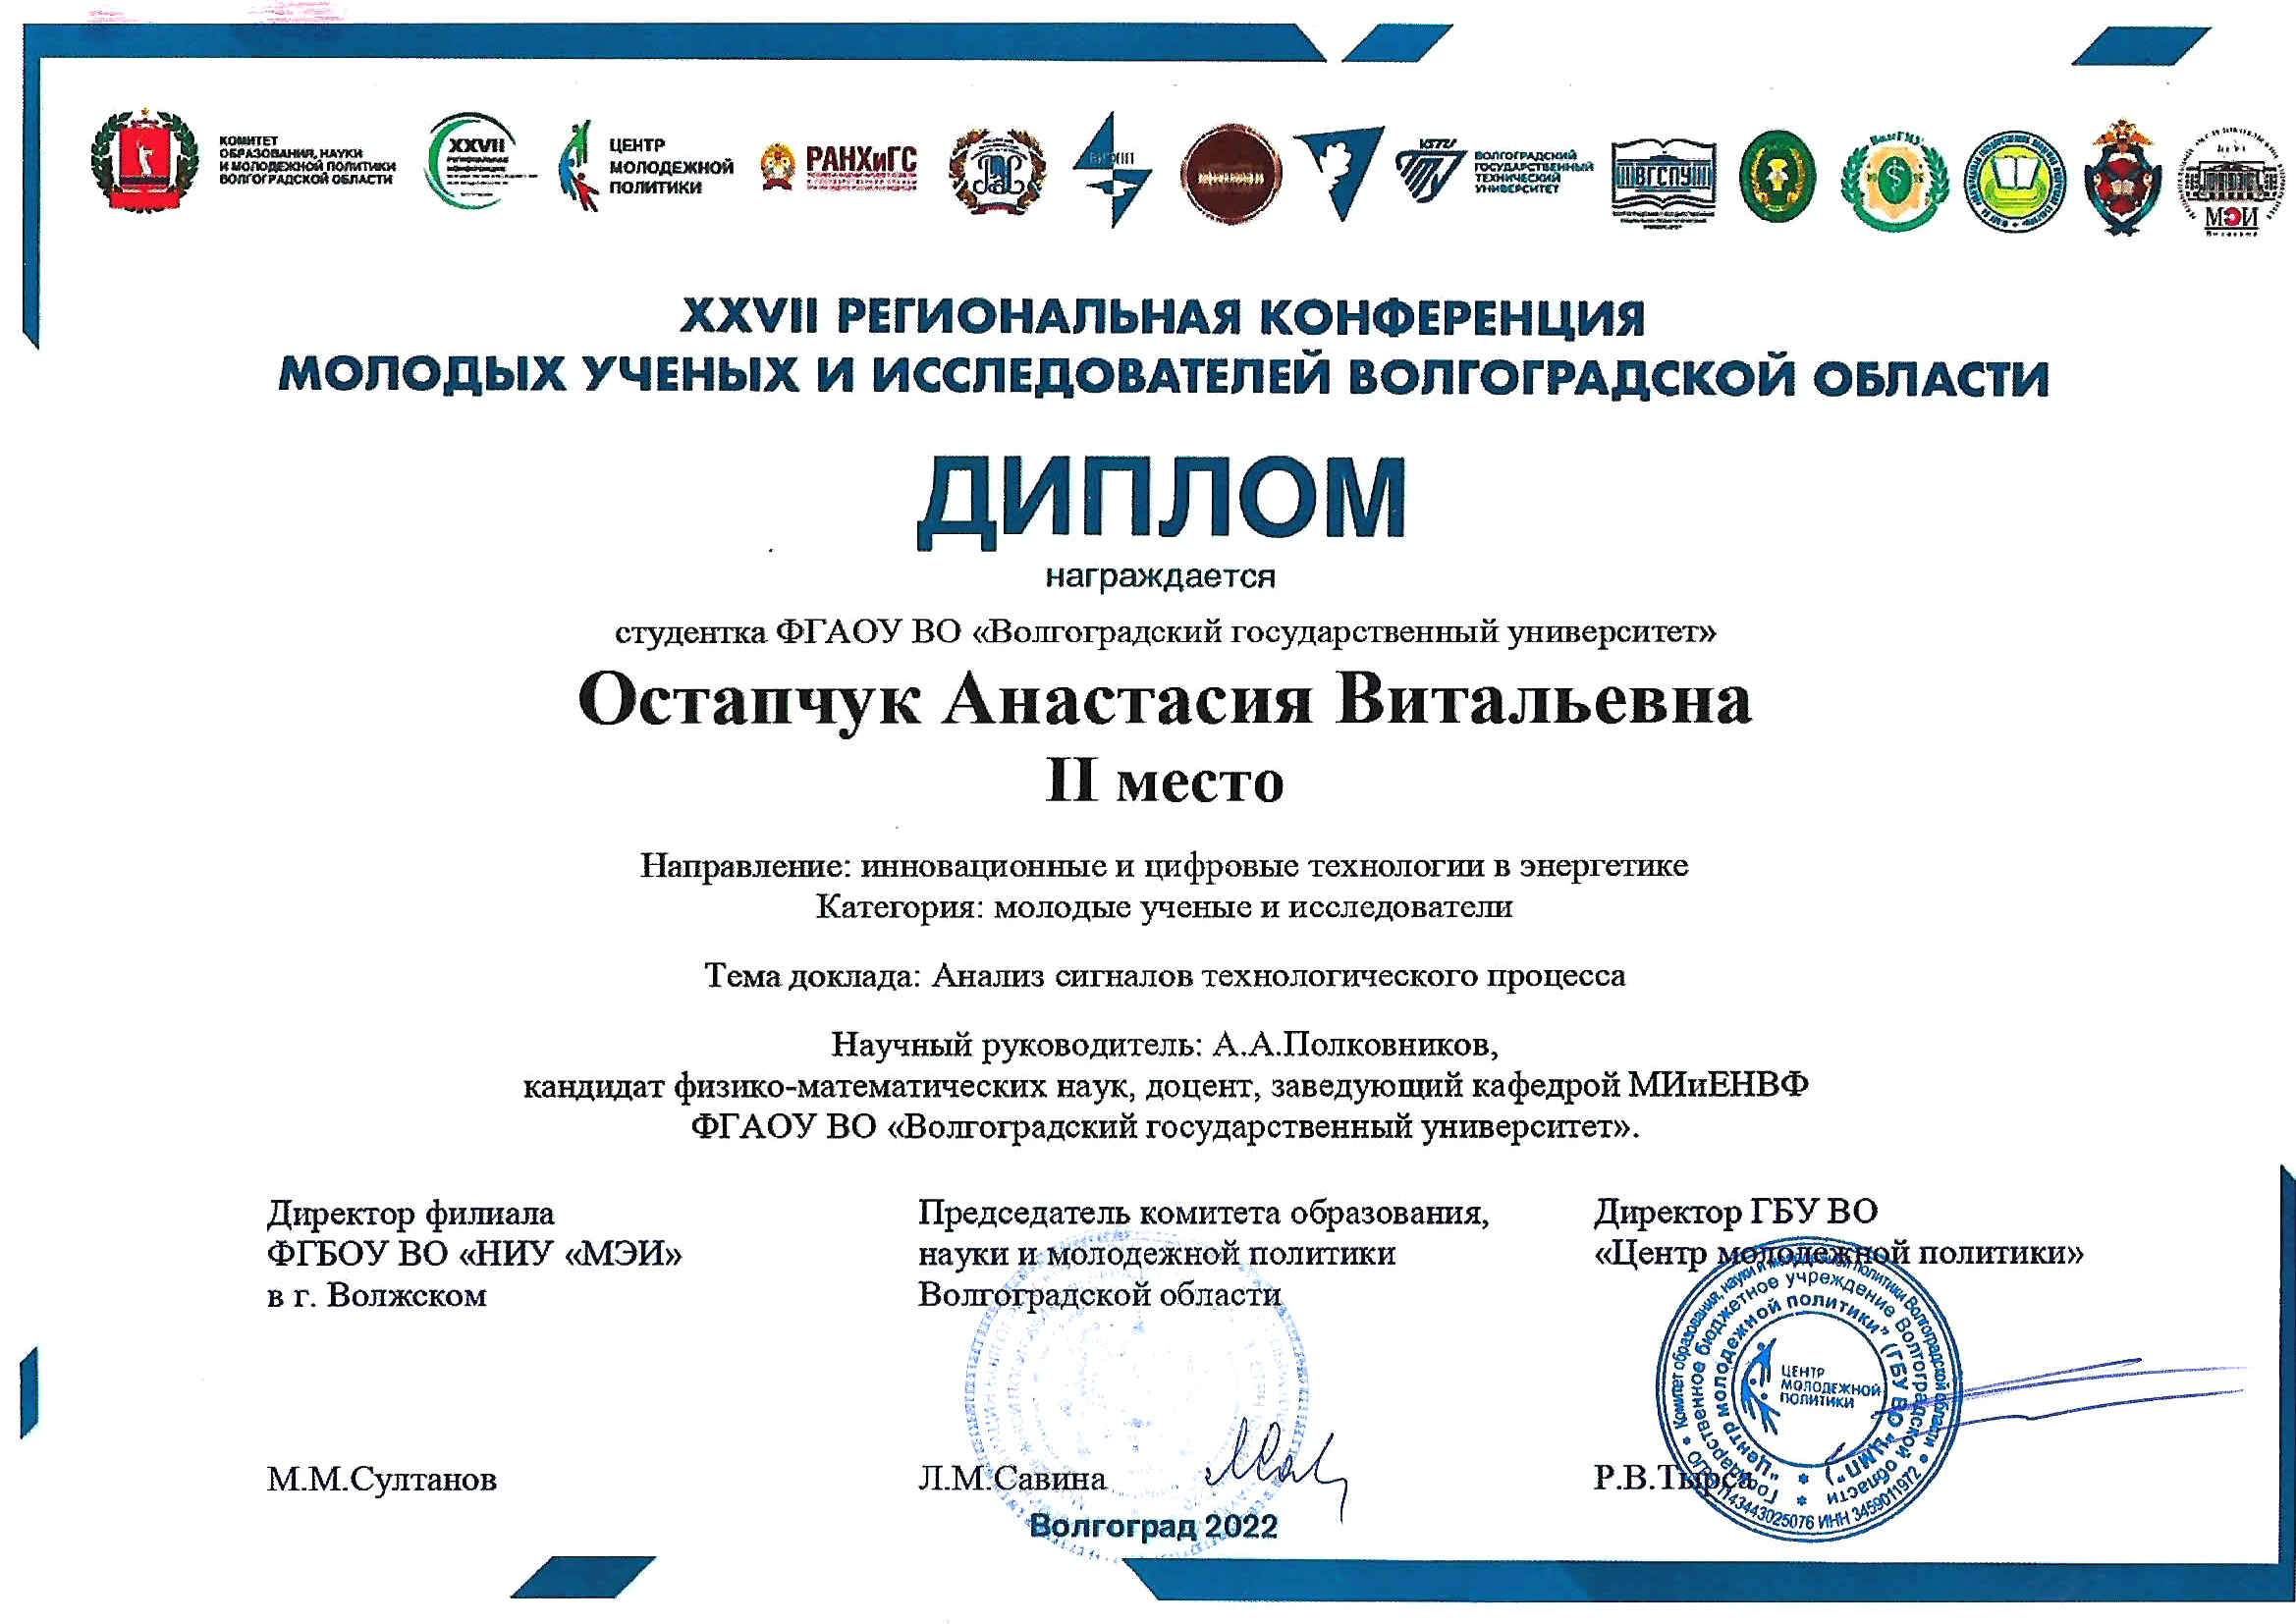 КОМИТЕТ
ОБРАЗОВАНИЯ, НАУКИ
И МОЛОДЕЖНОЙ ПОЛИТИКИ
ВОЛГОГРАДСКОЙ ОБЛАСТИ
XXVII
ЦЕНТР
МОЛОДЕЖНОЙ
ПОЛИТИКИ
РАНХиГС
ВОЛГОГРАДСКИЙ
ГОСУДАРСТВЕННЫЙ
ТЕХНИЧЕСКИЙ
УНИВЕРСИТЕТ
ВГСПУ
МЭИ
XXVII РЕГИОНАЛЬНАЯ КОНФЕРЕНЦИЯ
МОЛОДЫХ УЧЕНЫХ И ИССЛЕДОВАТЕЛЕЙ ВОЛГОГРАДСКОЙ ОБЛАСТИ
ДИПЛОМ
награждается
студентка ФГАОУ ВО «Волгоградский государственный университет»
Остапчук Анастасия Витальевна
II место
Направление: инновационные и цифровые технологии в энергетике
Категория: молодые ученые и исследователи
Тема доклада: Анализ сигналов технологического процесса
Научный руководитель: А.А.Полковников,
кандидат физико-математических наук, доцент, заведующий кафедрой МИиЕНВФ
ФГАОУ ВО «Волгоградский государственный университет».
Директор филиала
ФГБОУ ВО «НИУ «МЭИ»
в г. Волжском
М.М.Султанов
Председатель комитета образования,
науки и молодежной политики
Волгоградской области
Л.М.Савина
Директор ГБУ ВО
«Центр молодежной политики»
Р.В.Тырса
Комитет образования, науки и молодежной политики Волгоградской области
Государственное бюджетное учреждение Волгоградской области
"Центр молодежной политики" (ГБУ ВО "ЦМП")
ИНН 3459011972
ЦЕНТР
МОЛОДЕЖНОЙ
ПОЛИТИКИ
Волгоград 2022